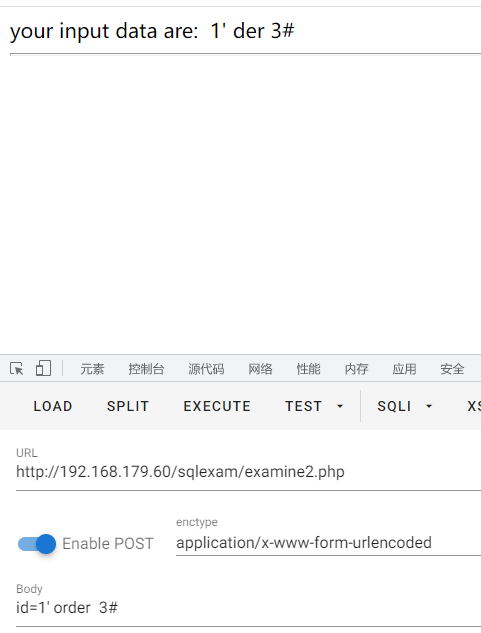 your input data are:  1' der 3#
元素 控制台 源代码 网络 性能 内存 应用 安全
LOAD SPLIT EXECUTE TEST SQLI XS
URL
http://192.168.179.60/sqlexam/examine2.php
enctype
Enable POST application/x-www-form-urlencoded
Body
id=1' order  3#